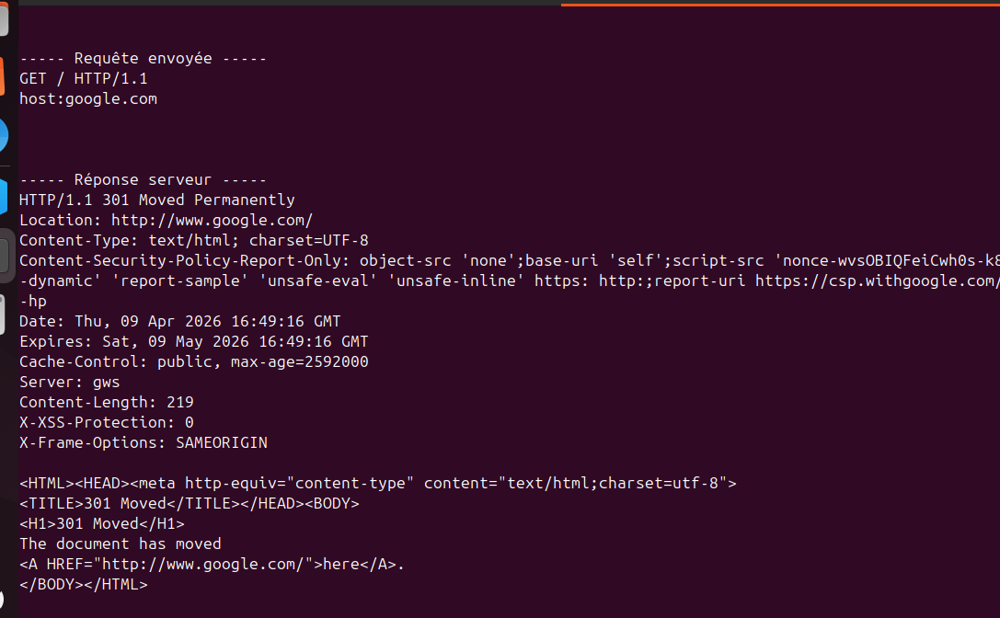 ----- Requête envoyée -----
GET / HTTP/1.1
host:google.com
----- Réponse serveur -----
HTTP/1.1 301 Moved Permanently
Location: http://www.google.com/
Content-Type: text/html; charset=UTF-8
Content-Security-Policy-Report-Only: object-src 'none';base-uri 'self';script-src 'nonce-wvsOBIQFeiCwh0s-k8
-dynamic' 'report-sample' 'unsafe-eval' 'unsafe-inline' https: http:;report-uri https://csp.withgoogle.com/
-hp
Date: Thu, 09 Apr 2026 16:49:16 GMT
Expires: Sat, 09 May 2026 16:49:16 GMT
Cache-Control: public, max-age=2592000
Server: gws
Content-Length: 219
X-XSS-Protection: 0
X-Frame-Options: SAMEORIGIN
<HTML><HEAD><meta http-equiv="content-type" content="text/html;charset=utf-8">
<TITLE>301 Moved</TITLE></HEAD><BODY>
<H1>301 Moved</H1>
The document has moved
<A HREF="http://www.google.com/">here</A>.
</BODY></HTML>